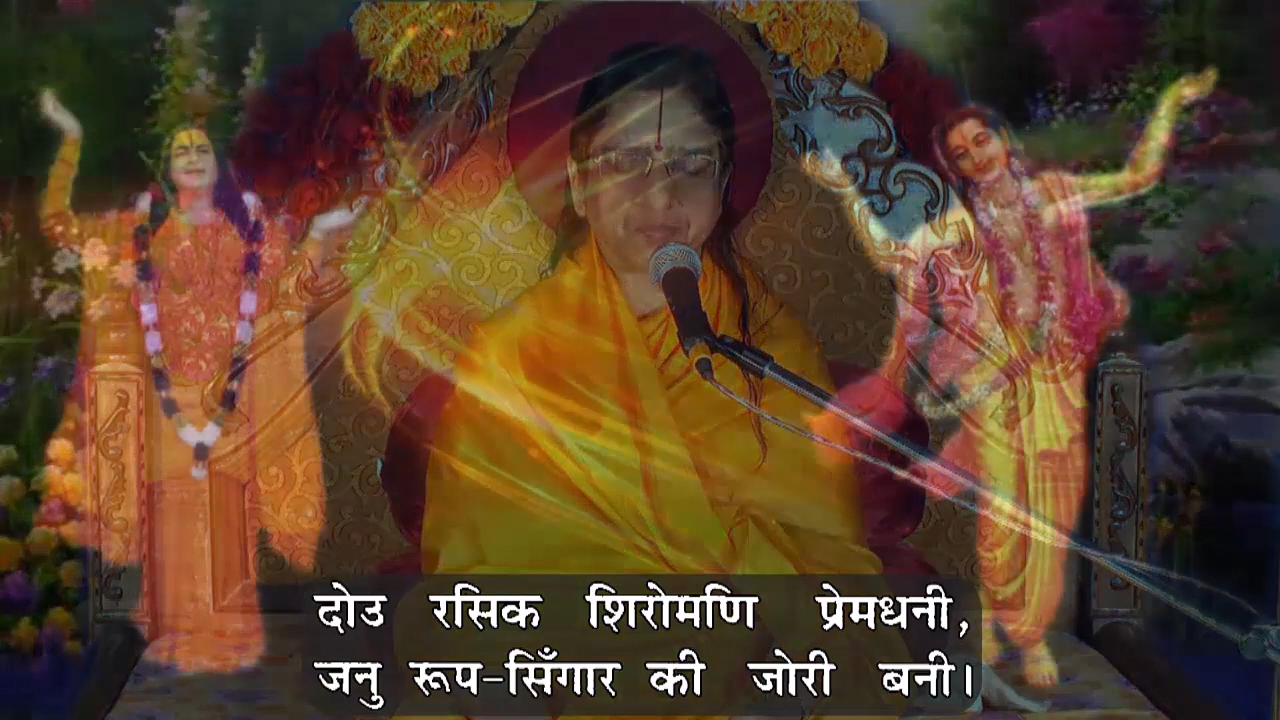 दोउ रसिक शिरोमणि प्रेमधनी,
जनु रूप-सिँगार की जोरी बनी।